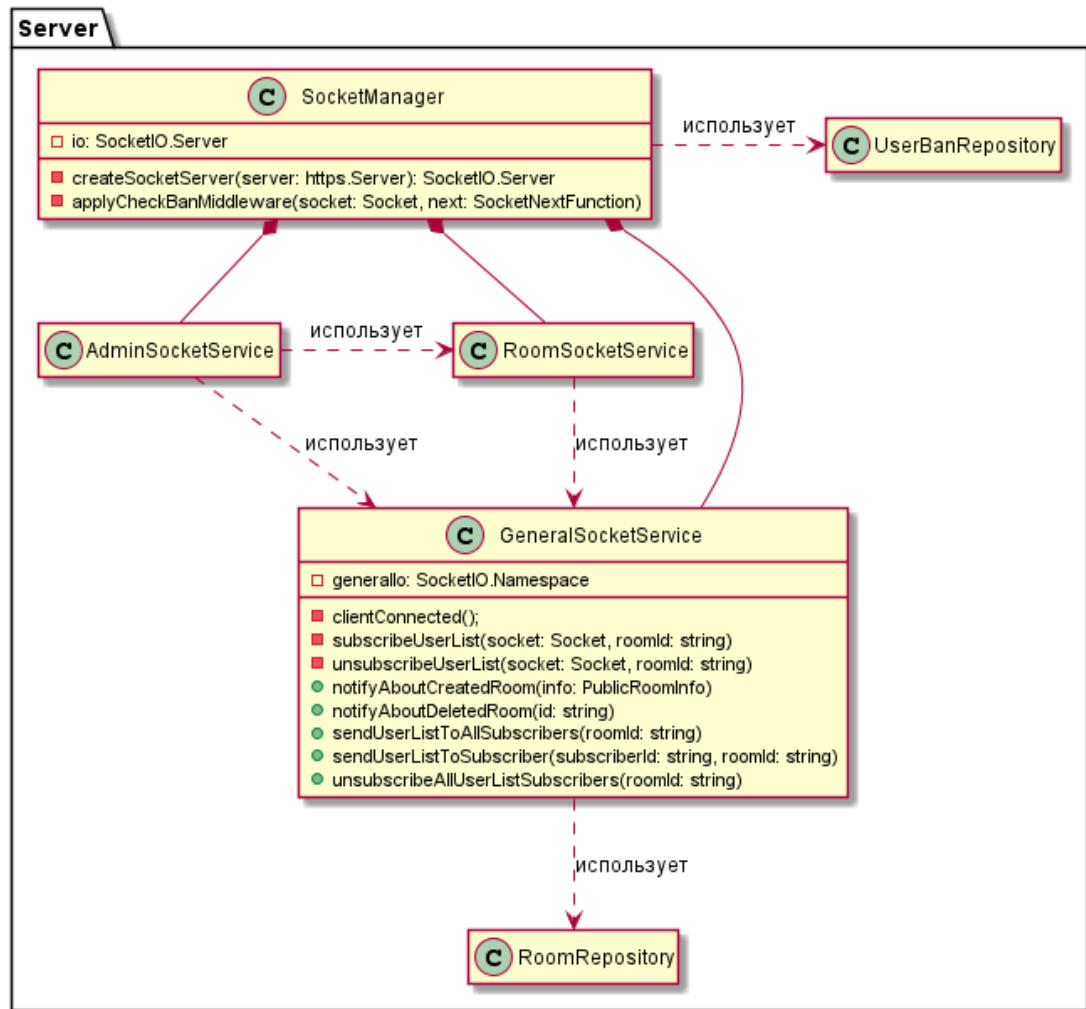 Server
C SocketManager
io: SocketIO.Server
createSocketServer(server: https.Server): SocketIO.Server
applyCheckBanMiddleware(socket: Socket, next: SocketNextFunction)
использует
C UserBanRepository
C AdminSocketService
использует
C RoomSocketService
использует
использует
C GeneralSocketService
generalIo: SocketIO.Namespace
clientConnected();
subscribeUserList(socket: Socket, roomId: string)
unsubscribeUserList(socket: Socket, roomId: string)
notifyAboutCreatedRoom(info: PublicRoomInfo)
notifyAboutDeletedRoom(id: string)
sendUserListToAllSubscribers(roomId: string)
sendUserListToSubscriber(subscriberId: string, roomId: string)
unsubscribeAllUserListSubscribers(roomId: string)
использует
C RoomRepository